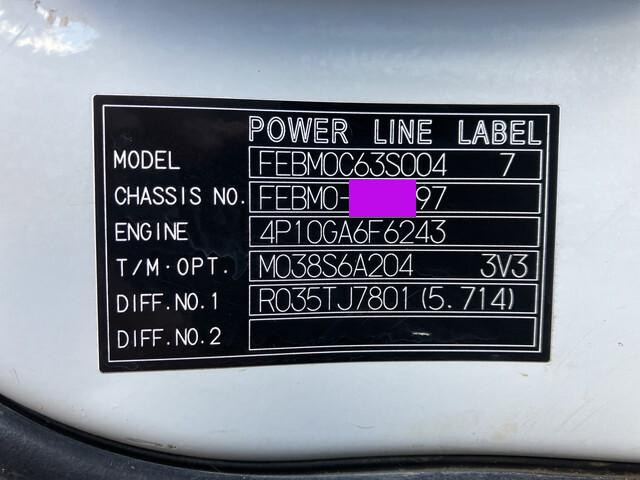 POWER LINE LABEL
MODEL FEBM0C63S004 7
CHASSIS NO. FEBM0- 97
ENGINE 4P10GA6F6243
T/M·OPT. M038S6A204 3V3
DIFF.NO.1 R035TJ7801(5.714)
DIFF.NO.2